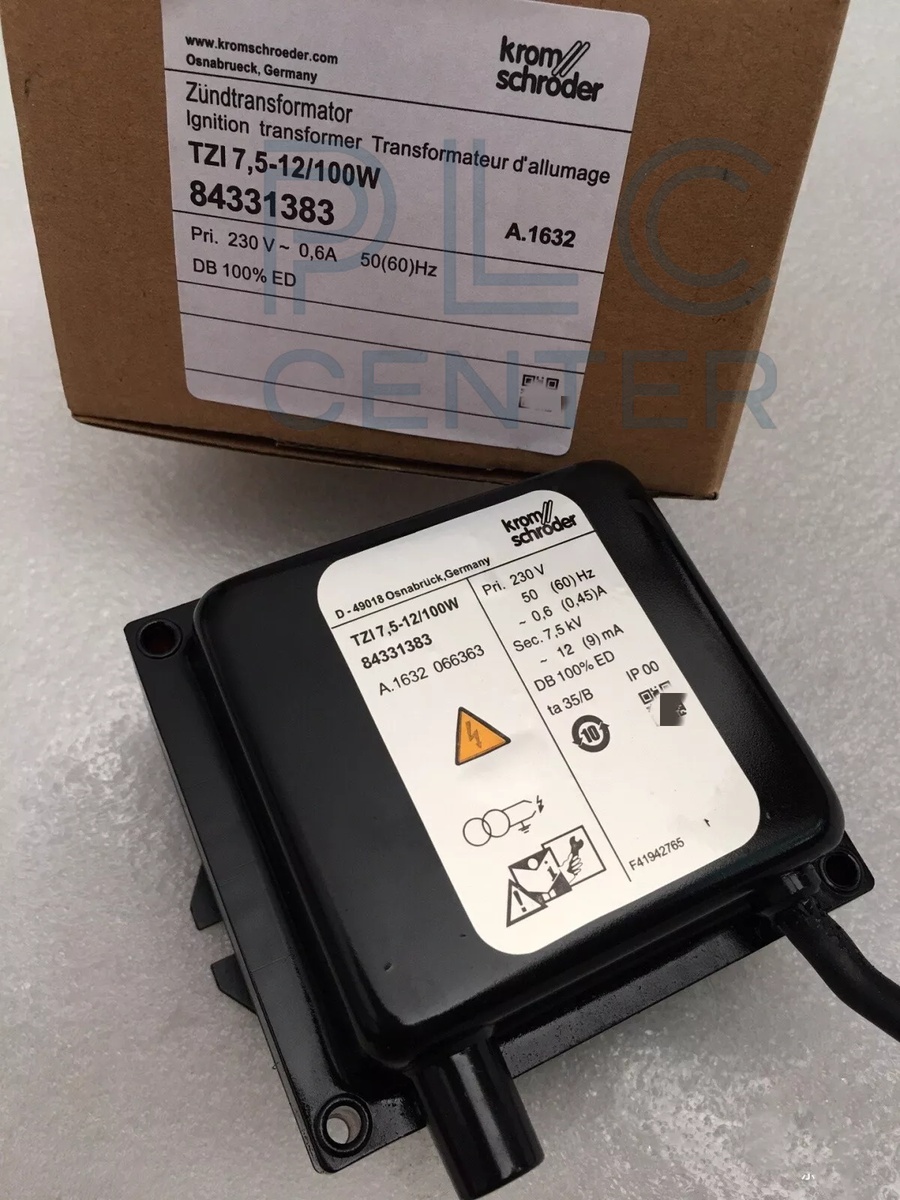 www.kromschroeder.com
Osnabrueck, Germany
krom//
schröder
Zündtransformator
Ignition transformer Transformateur d'allumage
TZI 7,5-12/100W
84331383
A.1632
Pri. 230 V ~ 0,6A 50(60)Hz
DB 100% ED
PLC
CENTER
krom//
schröder
D - 49018 Osnabrück,Germany
TZI 7,5-12/100W
84331383
A.1632 066363
Pri. 230 V
50 (60) Hz
~ 0,6 (0,45)A
Sec. 7,5 kV
~ 12 (9) mA
DB 100% ED
ta 35/B
IP 00
10
i
!
F41942765